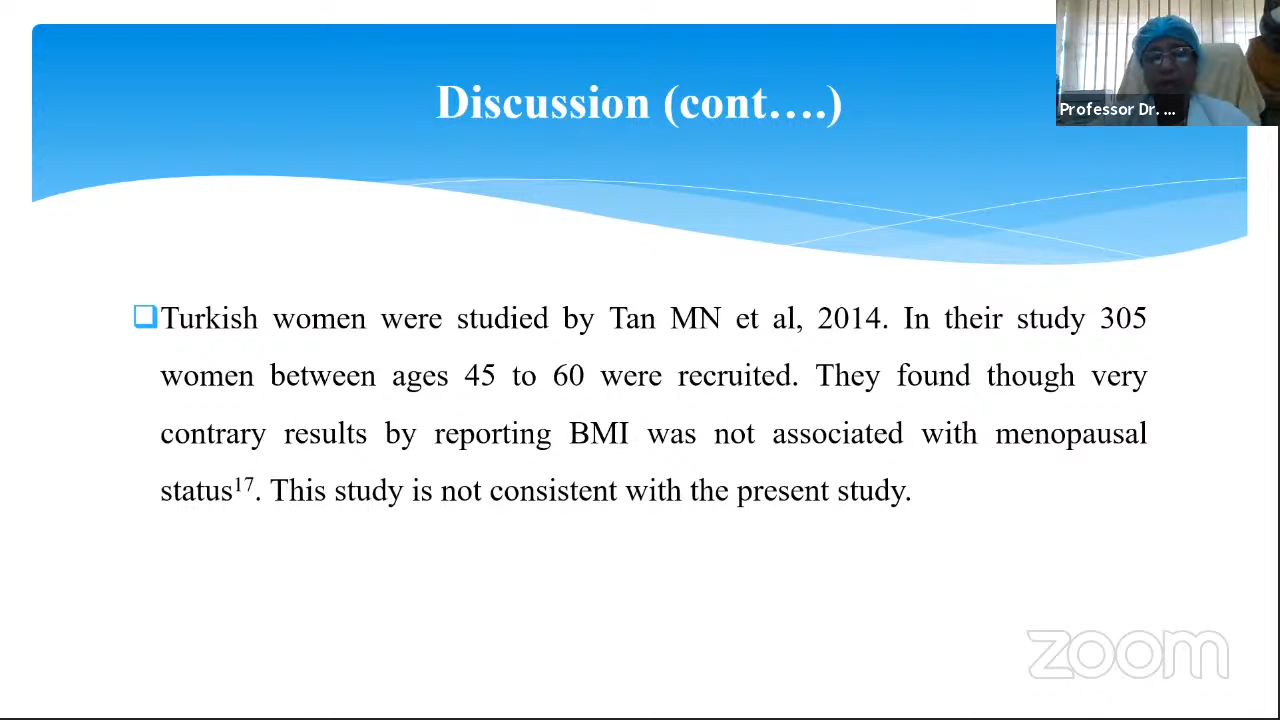 Discussion (cont….)
Professor Dr. ...
Turkish women were studied by Tan MN et al, 2014. In their study 305
women between ages 45 to 60 were recruited. They found though very
contrary results by reporting BMI was not associated with menopausal
status¹⁷. This study is not consistent with the present study.
zoom